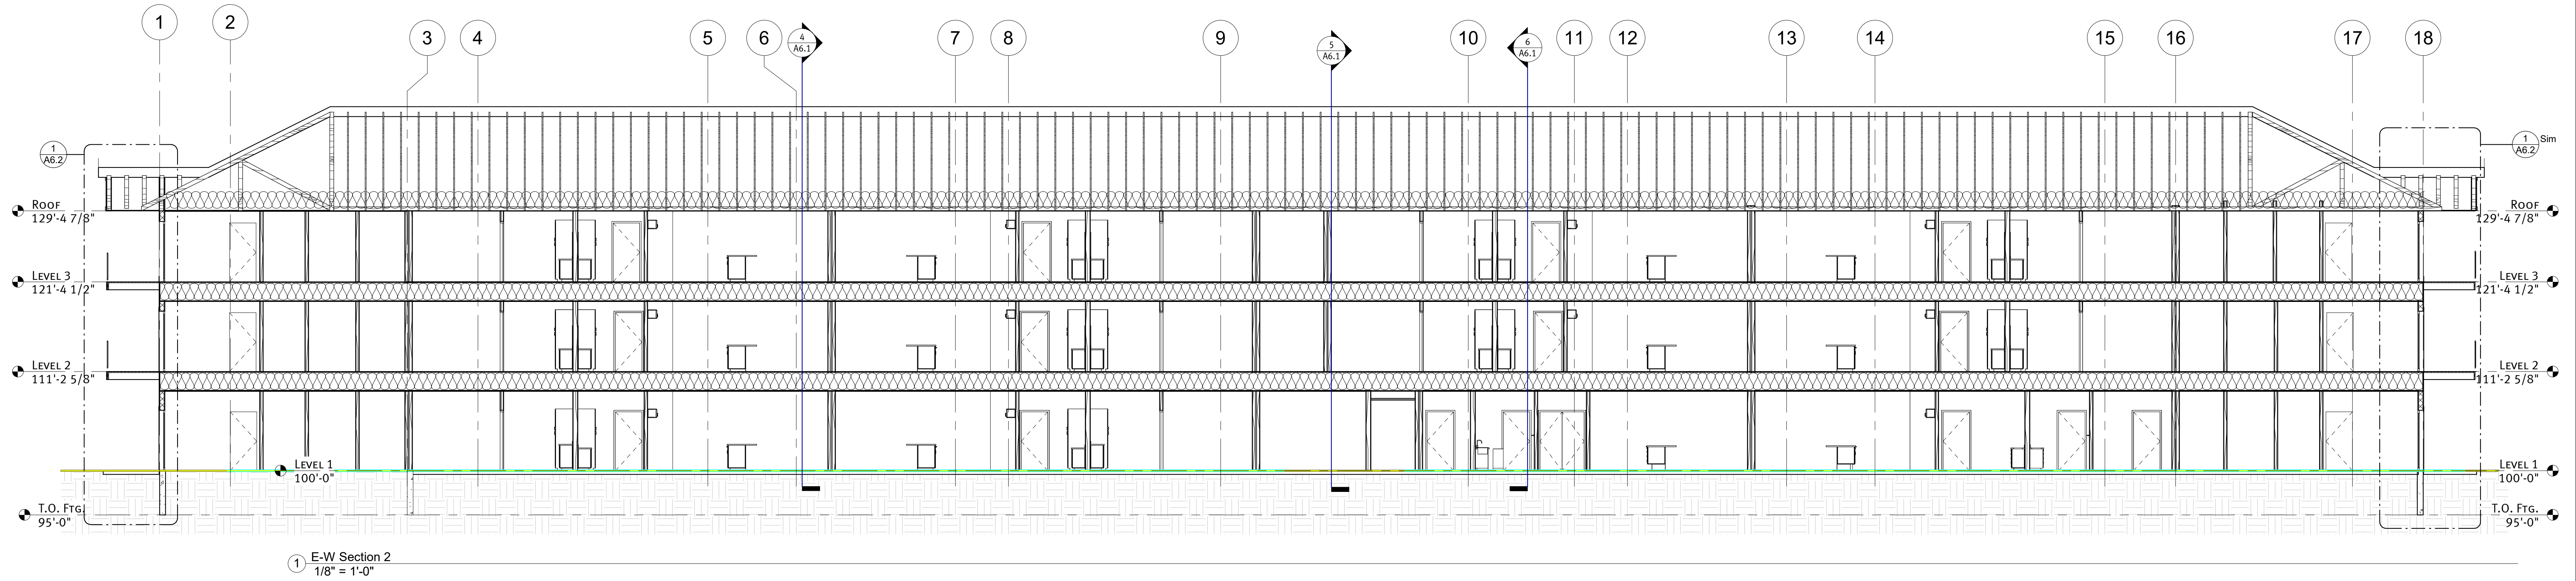 1
2
3
4
5
6
4
A6.1
7
8
9
5
A6.1
10
6
A6.1
11
12
13
14
15
16
17
18
1
A6.2
1
A6.2
Sim
ROOF
129'-4 7/8"
ROOF
129'-4 7/8"
LEVEL 3
121'-4 1/2"
LEVEL 3
121'-4 1/2"
LEVEL 2
111'-2 5/8"
LEVEL 2
111'-2 5/8"
LEVEL 1
100'-0"
LEVEL 1
100'-0"
T.O. FTG.
95'-0"
T.O. FTG.
95'-0"
1
E-W Section 2
1/8" = 1'-0"